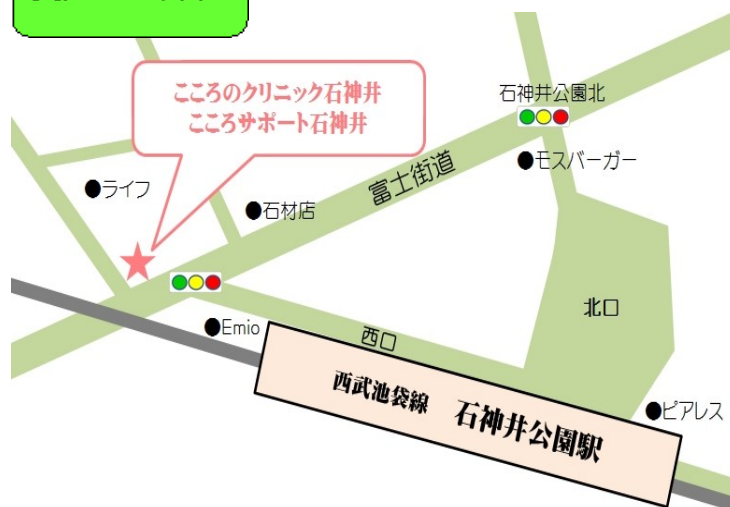 こころのクリニック石神井
こころサポート石神井
石神井公園北
●モスバーガー
富士街道
●ライフ
●石材店
北口
●Emio
西口
西武池袋線 石神井公園駅
●ピアレス